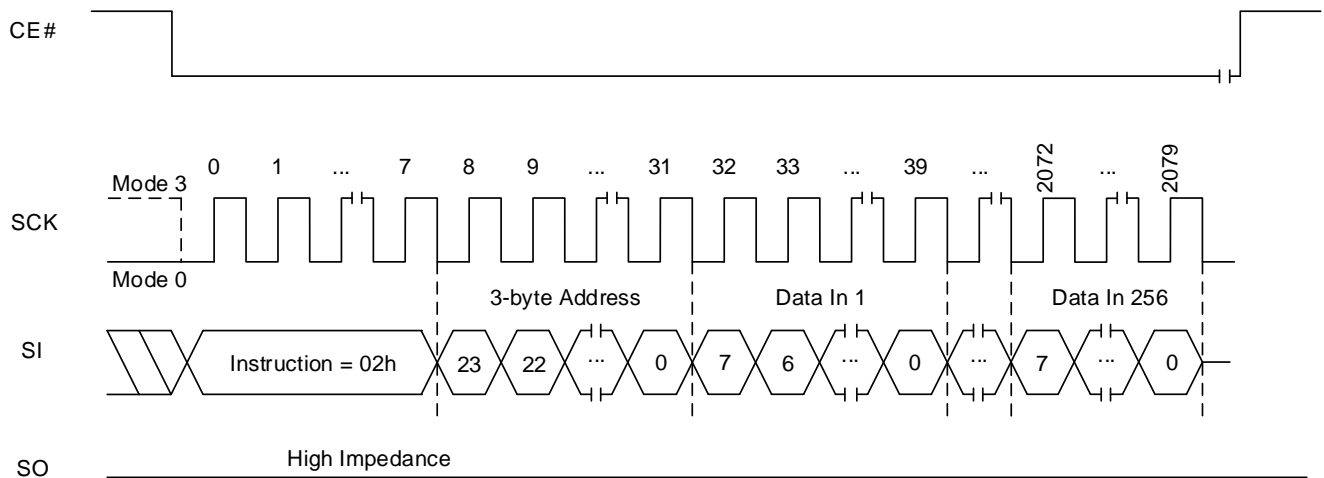 CE#
0 1 ... 7 8 9 ... 31 32 33 ... 39 ... 2072 ... 2079
Mode 3
SCK
Mode 0
3-byte Address Data In 1 Data In 256
SI Instruction = 02h 23 22 ... 0 7 6 ... 0 ... 7 ... 0
High Impedance
SO